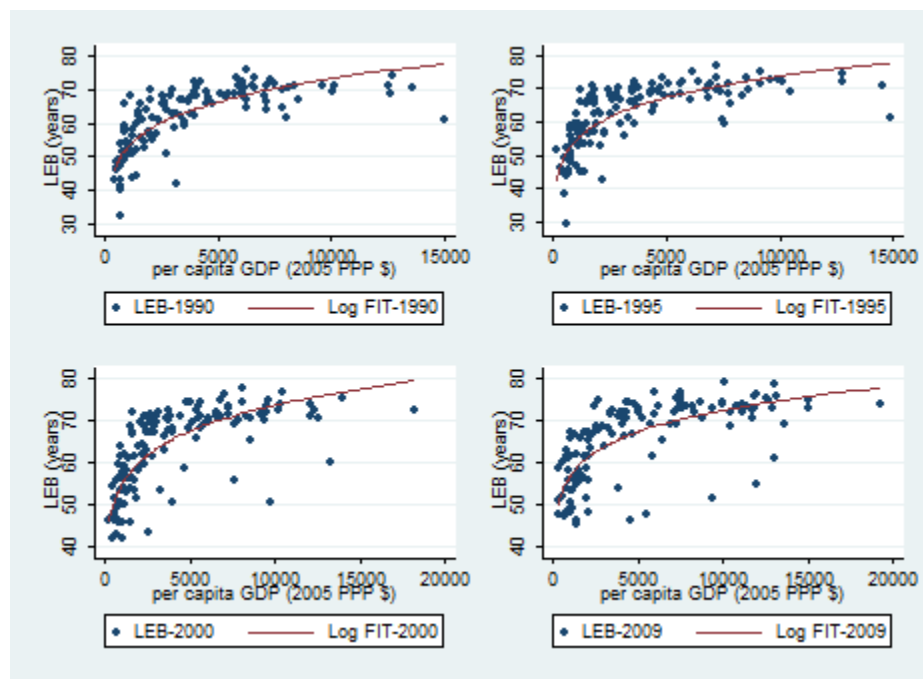 80
70
60
50
40
30
LEB (years)
0 5000 10000 15000
per capita GDP (2005 PPP $)
LEB-1990 Log FIT-1990
80
70
60
50
40
30
LEB (years)
0 5000 10000 15000
per capita GDP (2005 PPP $)
LEB-1995 Log FIT-1995
80
70
60
50
40
LEB (years)
0 5000 10000 15000 20000
per capita GDP (2005 PPP $)
LEB-2000 Log FIT-2000
80
70
60
50
40
LEB (years)
0 5000 10000 15000 20000
per capita GDP (2005 PPP $)
LEB-2009 Log FIT-2009